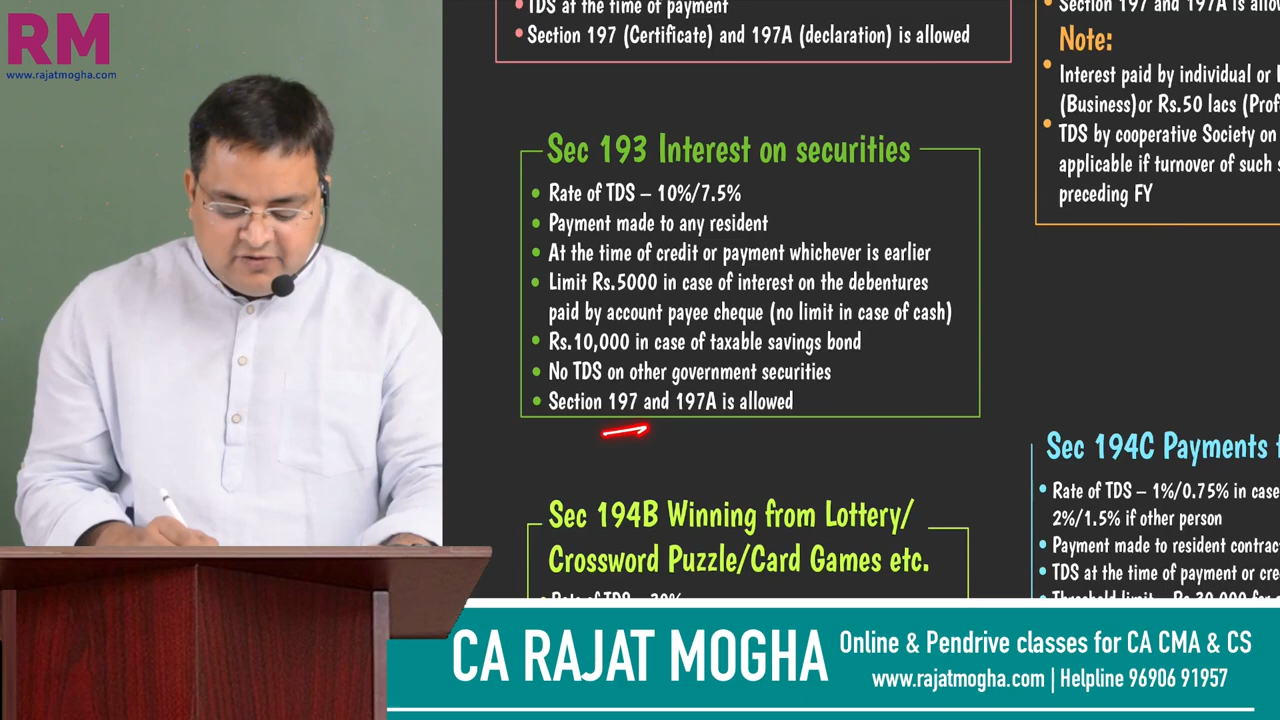 RM
www.rajatmogha.com
TDS at the time of payment
• Section 197 (Certificate) and 197A (declaration) is allowed
Sec 193 Interest on securities
• Rate of TDS – 10%/7.5%
• Payment made to any resident
• At the time of credit or payment whichever is earlier
• Limit Rs.5000 in case of interest on the debentures
paid by account payee cheque (no limit in case of cash)
• Rs.10,000 in case of taxable savings bond
• No TDS on other government securities
• Section 197 and 197A is allowed
Sec 194B Winning from Lottery/
Crossword Puzzle/Card Games etc.
Section 197 and 197A is
Note:
• Interest paid by individual or
(Business)or Rs.50 lacs
• TDS by cooperative Society on
applicable if turnover of such
preceding FY
Sec 194C Payments
• Rate of TDS – 1%/0.75% in case
2%/1.5% if other person
• Payment made to resident
• TDS at the time of payment or
CA RAJAT MOGHA
Online & Pendrive classes for CA CMA & CS
www.rajatmogha.com | Helpline 96906 91957